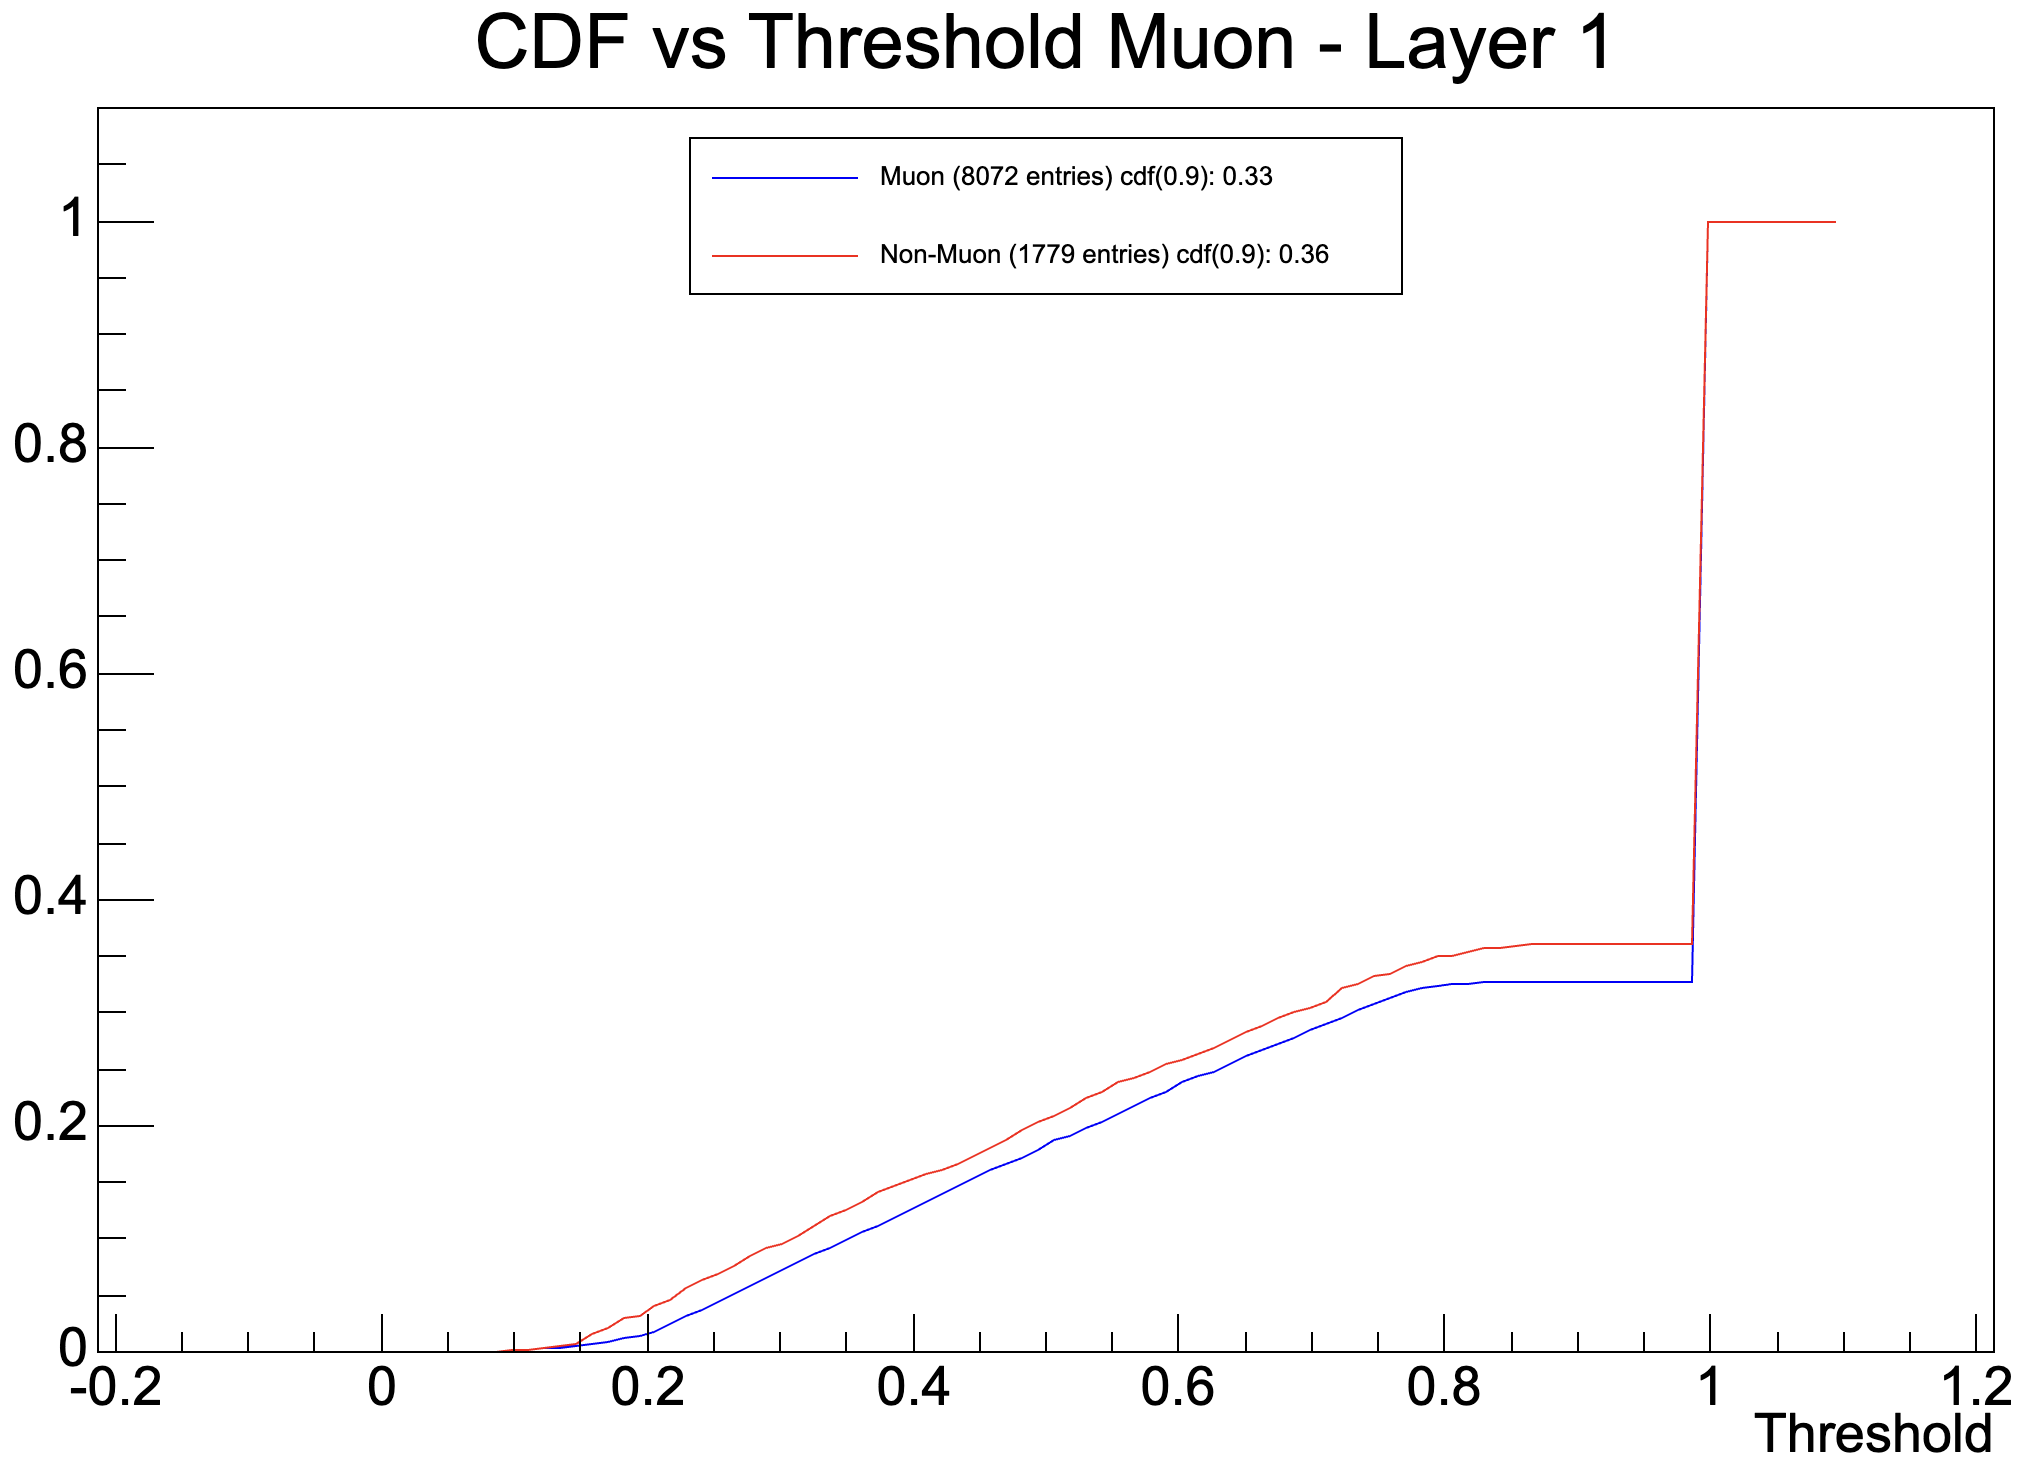 CDF vs Threshold Muon - Layer 1
Muon (8072 entries) cdf(0.9): 0.33
Non-Muon (1779 entries) cdf(0.9): 0.36
1
0.8
0.6
0.4
0.2
0
-0.2 0 0.2 0.4 0.6 0.8 1 1.2
Threshold